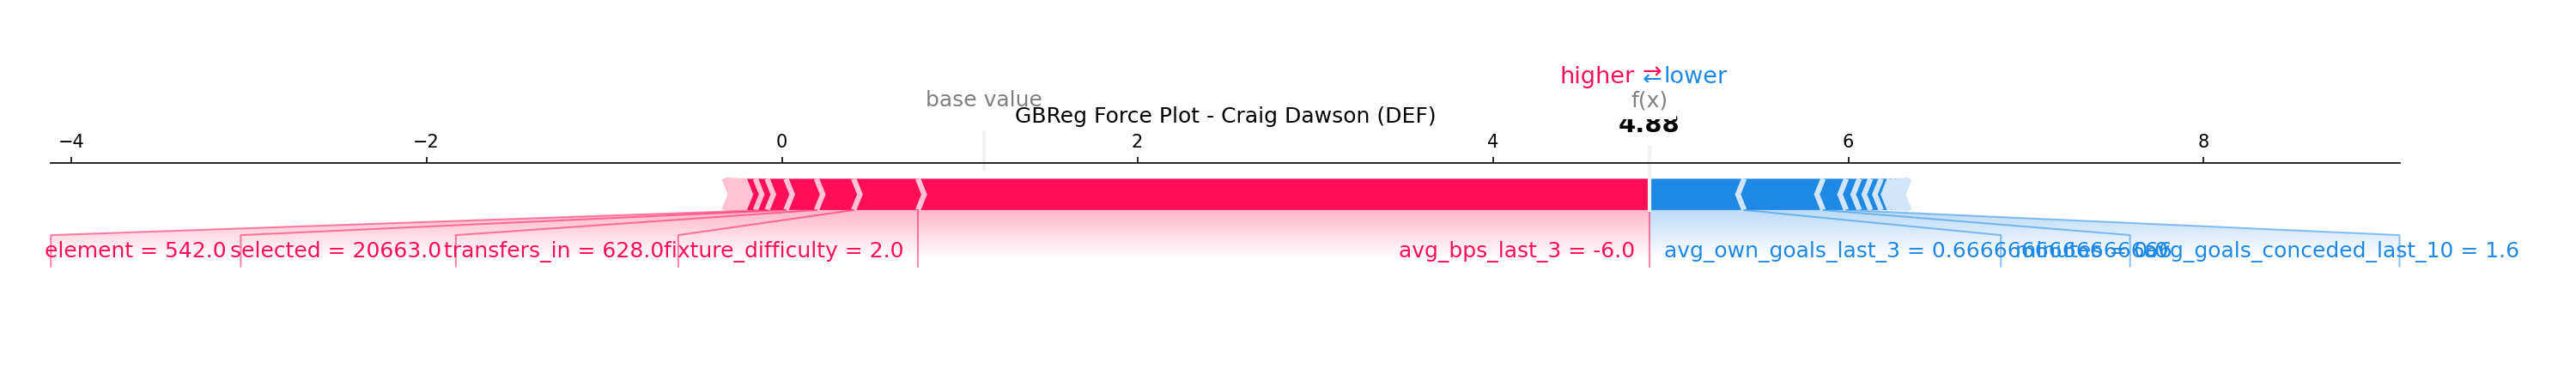 higher ⇄ lower
base value
f(x)
GBReg Force Plot - Craig Dawson (DEF)
4.88
−4 −2 0 2 4 6 8
element = 542.0 selected = 20663.0 transfers_in = 628.0 fixture_difficulty = 2.0 avg_bps_last_3 = -6.0 avg_own_goals_last_3 = 0.6666666666666666 minutes = avg_goals_conceded_last_10 = 1.6